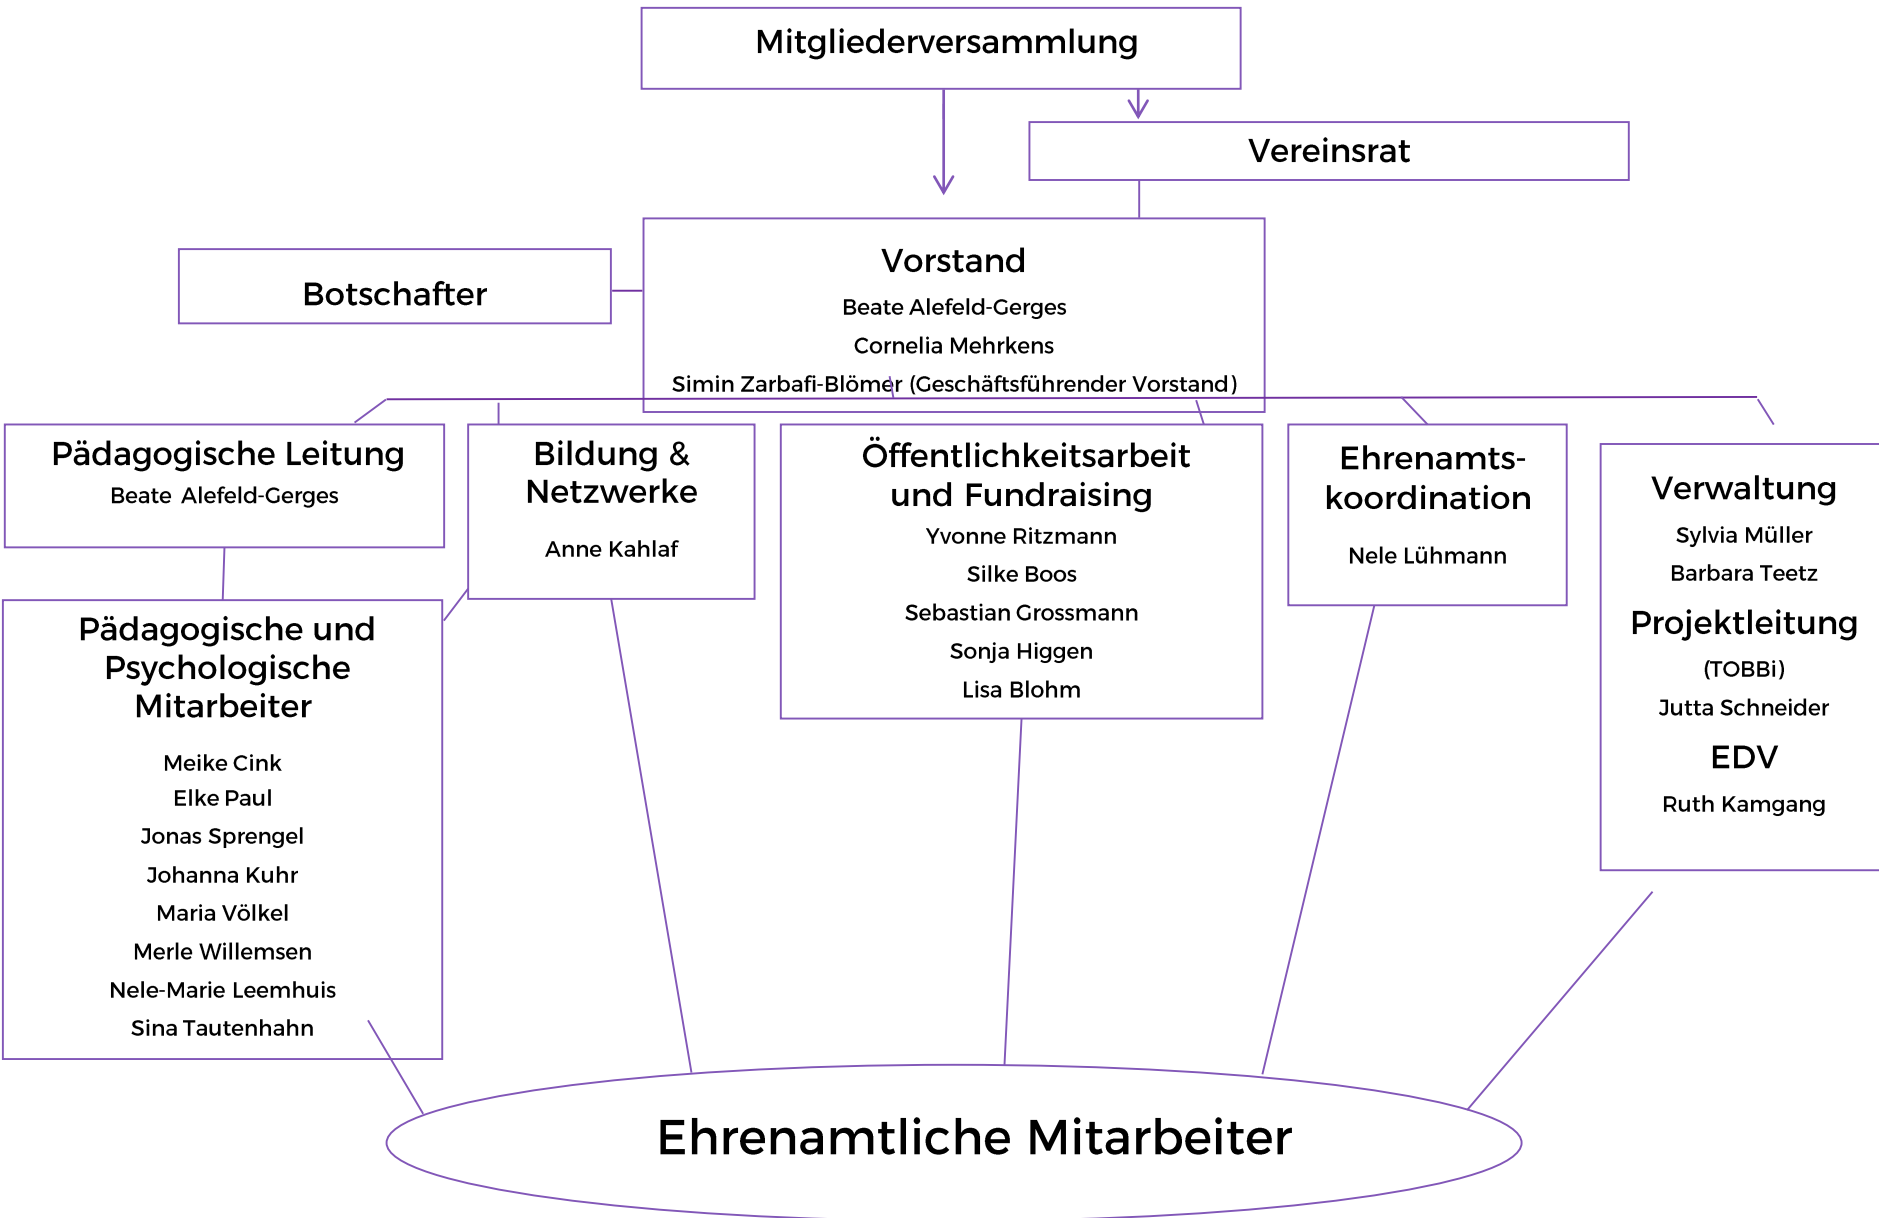 Mitgliederversammlung
Vereinsrat
Botschafter
Vorstand
Beate Alefeld-Gerges
Cornelia Mehrkens
Simin Zarbafi-Blömer (Geschäftsführender Vorstand)
Pädagogische Leitung
Beate Alefeld-Gerges
Bildung &
Netzwerke
Anne Kahlaf
Öffentlichkeitsarbeit
und Fundraising
Yvonne Ritzmann
Silke Boos
Sebastian Grossmann
Sonja Higgen
Lisa Blohm
Ehrenamts-
koordination
Nele Lühmann
Verwaltung
Sylvia Müller
Barbara Teetz
Projektleitung
(TOBBi)
Jutta Schneider
EDV
Ruth Kamgang
Pädagogische und
Psychologische
Mitarbeiter
Meike Cink
Elke Paul
Jonas Sprengel
Johanna Kuhr
Maria Völkel
Merle Willemsen
Nele-Marie Leemhuis
Sina Tautenhahn
Ehrenamtliche Mitarbeiter